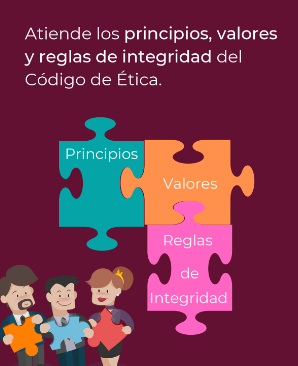 Atiende los principios, valores
y reglas de integridad del
Código de Ética.
Principios
Valores
Reglas
de
Integridad